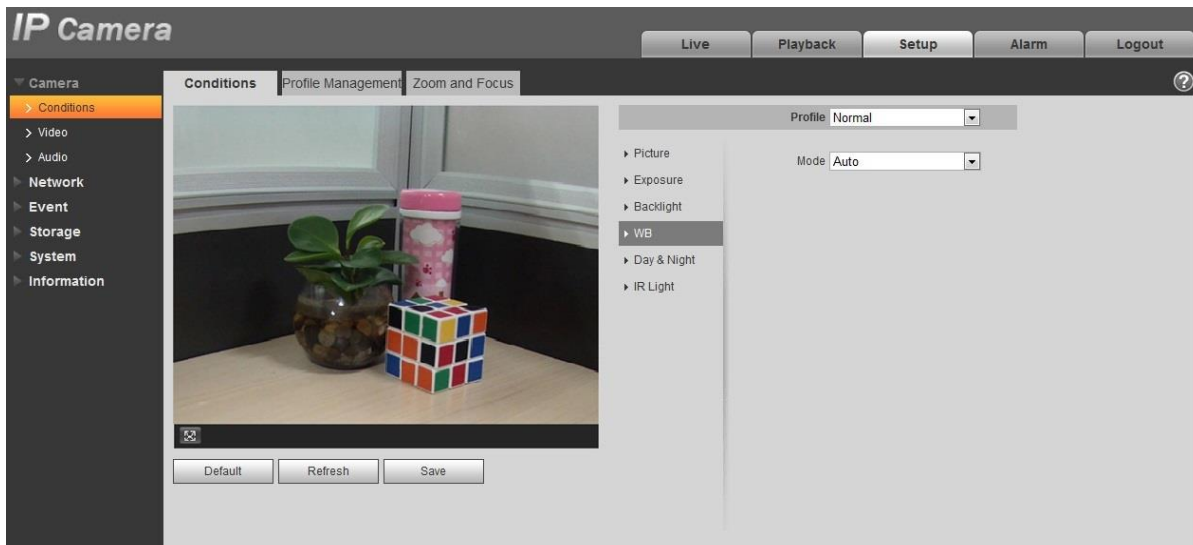 IP Camera
Live Playback Setup Alarm Logout
Camera
Conditions
Video
Audio
Network
Event
Storage
System
Information
Conditions Profile Management Zoom and Focus ?
Profile Normal
Mode Auto
Picture
Exposure
Backlight
WB
Day & Night
IR Light
Default Refresh Save